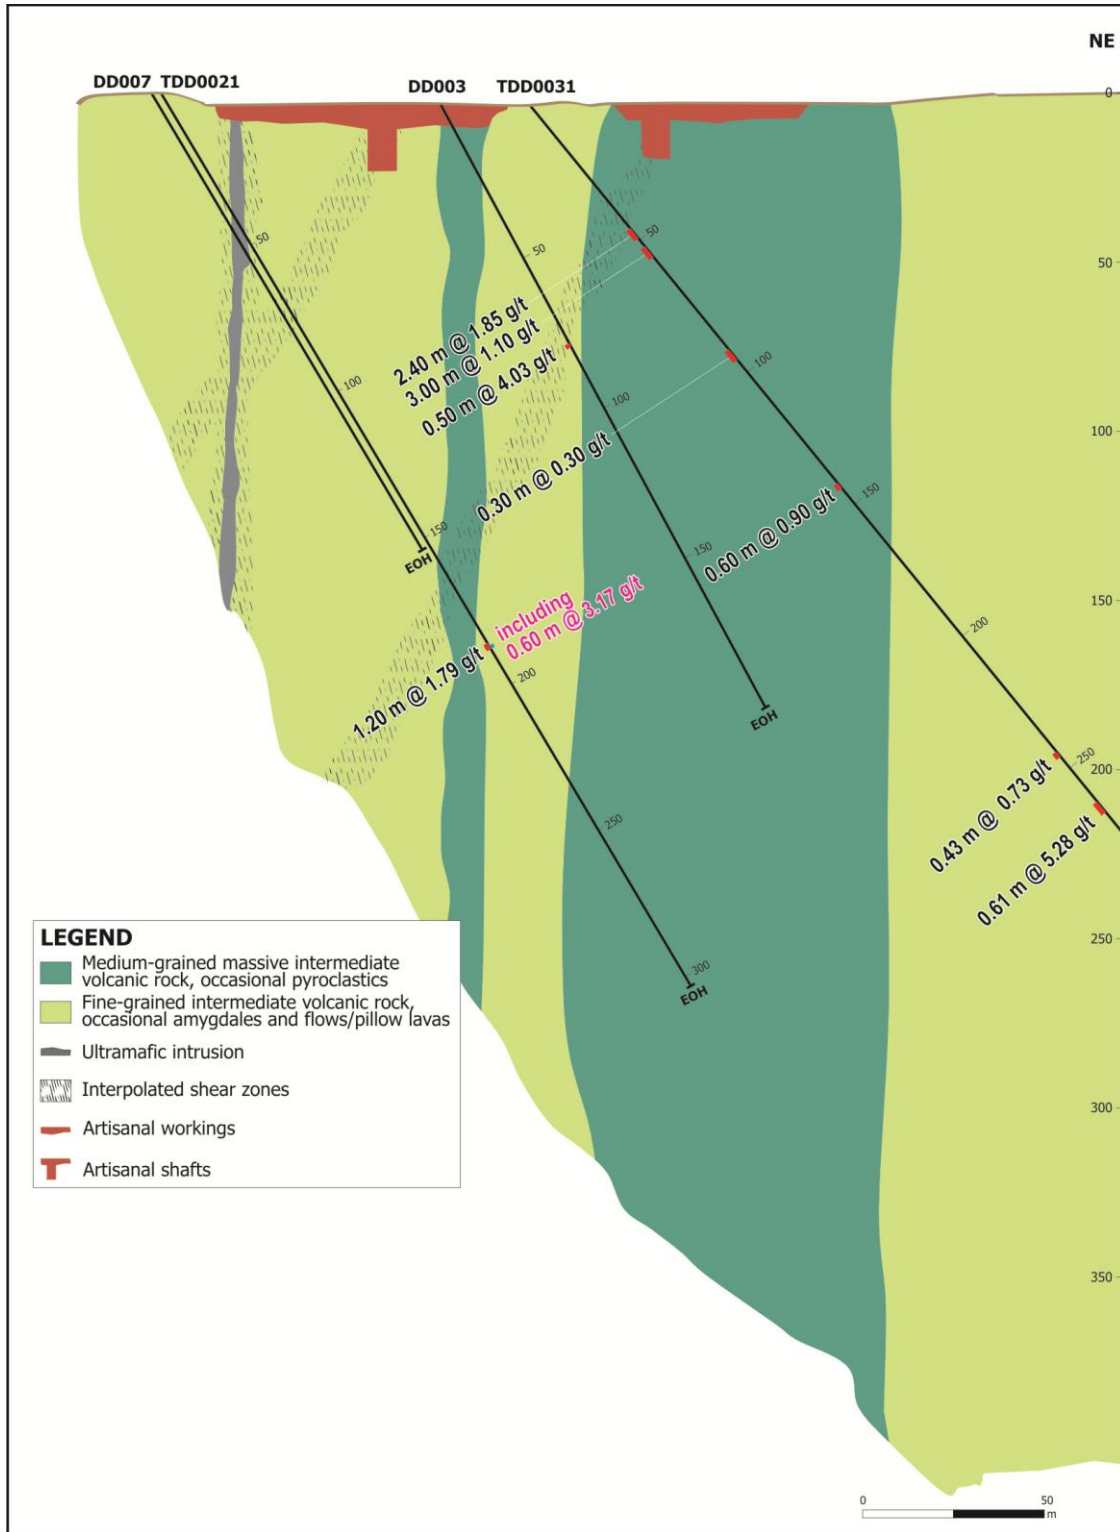 NE
DD007
TDD0021
DD003
TDD0031
0
50
100
150
200
250
300
350
50
100
150
EOH
200
250
300
EOH
50
100
150
EOH
50
100
150
200
250
2.40 m @ 1.85 g/t
3.00 m @ 1.10 g/t
0.50 m @ 4.03 g/t
0.30 m @ 0.30 g/t
0.60 m @ 0.90 g/t
including
0.60 m @ 3.17 g/t
1.20 m @ 1.79 g/t
0.43 m @ 0.73 g/t
0.61 m @ 5.28 g/t
LEGEND
Medium-grained massive intermediate
volcanic rock, occasional pyroclastics
Fine-grained intermediate volcanic rock,
occasional amygdales and flows/pillow lavas
Ultramafic intrusion
Interpolated shear zones
Artisanal workings
Artisanal shafts
0 50
m